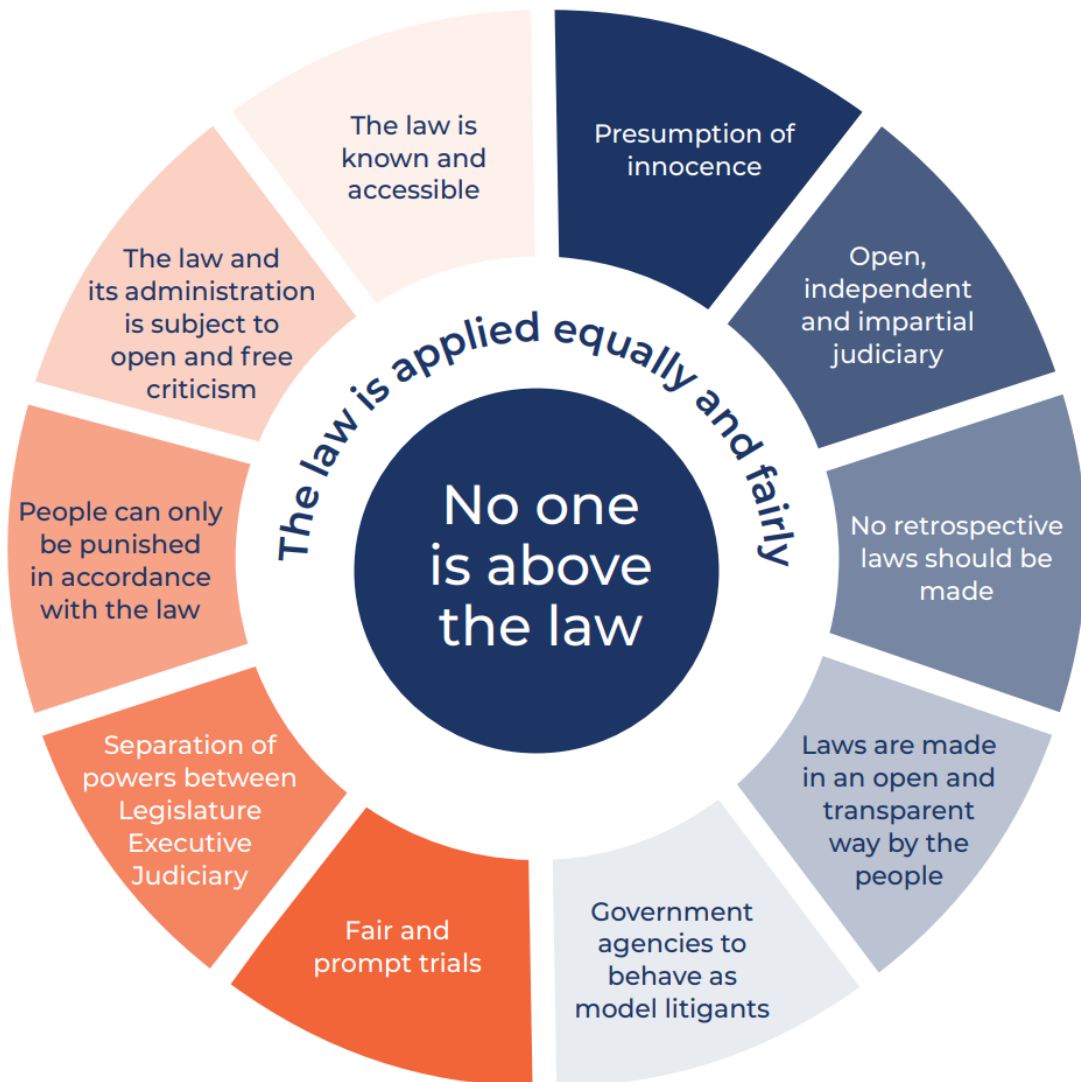 The law is
known and
accessible
Presumption of
innocence
Open,
independent
and impartial
judiciary
No retrospective
laws should be
made
Laws are made
in an open and
transparent
way by the
people
Government
agencies to
behave as
model litigants
Fair and
prompt trials
Separation of
powers between
Legislature
Executive
Judiciary
People can only
be punished
in accordance
with the law
The law and
its administration
is subject to
open and free
criticism
The law is applied equally and fairly
No one
is above
the law